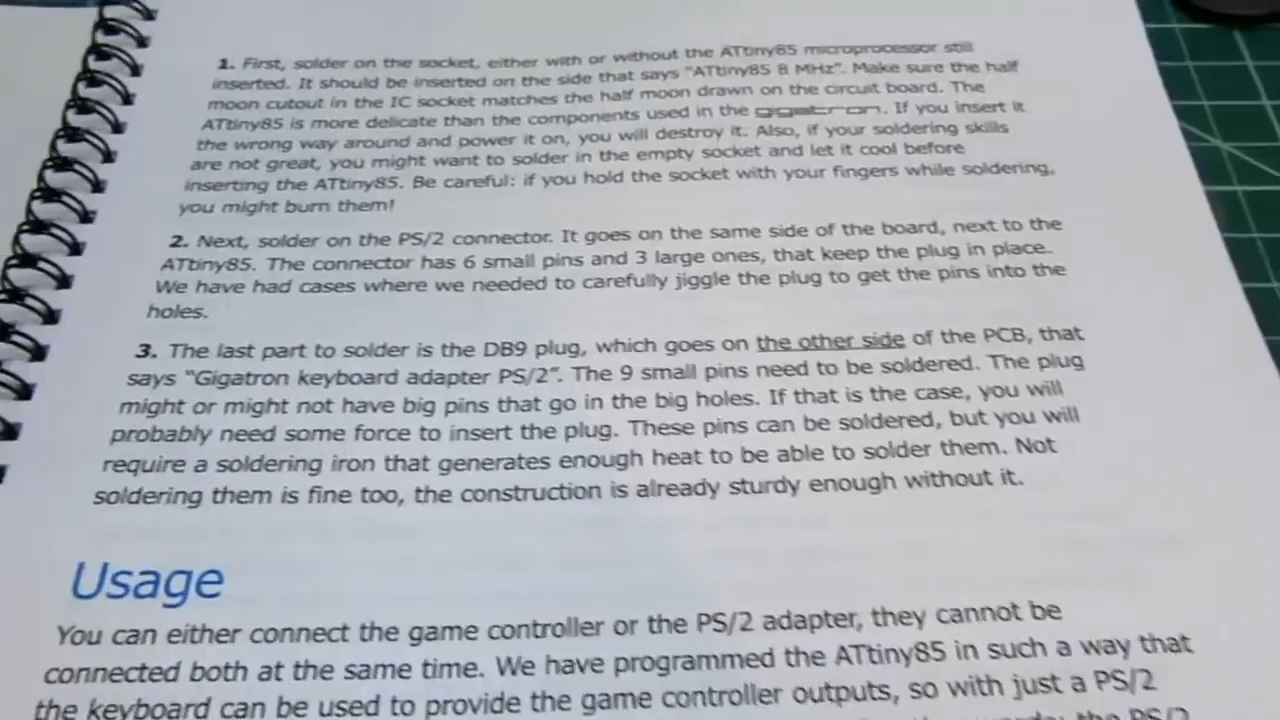 1. First, solder on the socket, either with or without the ATtiny85 microprocessor still
inserted. It should be inserted on the side that says "ATtiny85 8 MHz". Make sure the half
moon cutout in the IC socket matches the half moon drawn on the circuit board. The
ATtiny85 is more delicate than the components used in the gigatron. If you insert it
the wrong way around and power it on, you will destroy it. Also, if your soldering skills
are not great, you might want to solder in the empty socket and let it cool before
inserting the ATtiny85. Be careful: if you hold the socket with your fingers while soldering,
you might burn them!
2. Next, solder on the PS/2 connector. It goes on the same side of the board, next to the
ATtiny85. The connector has 6 small pins and 3 large ones, that keep the plug in place.
We have had cases where we needed to carefully jiggle the plug to get the pins into the
holes.
3. The last part to solder is the DB9 plug, which goes on the other side of the PCB, that
says "Gigatron keyboard adapter PS/2". The 9 small pins need to be soldered. The plug
might or might not have big pins that go in the big holes. If that is the case, you will
probably need some force to insert the plug. These pins can be soldered, but you will
require a soldering iron that generates enough heat to be able to solder them. Not
soldering them is fine too, the construction is already sturdy enough without it.
Usage
You can either connect the game controller or the PS/2 adapter, they cannot be
connected both at the same time. We have programmed the ATtiny85 in such a way that
the keyboard can be used to provide the game controller outputs, so with just a PS/2
the PS/2